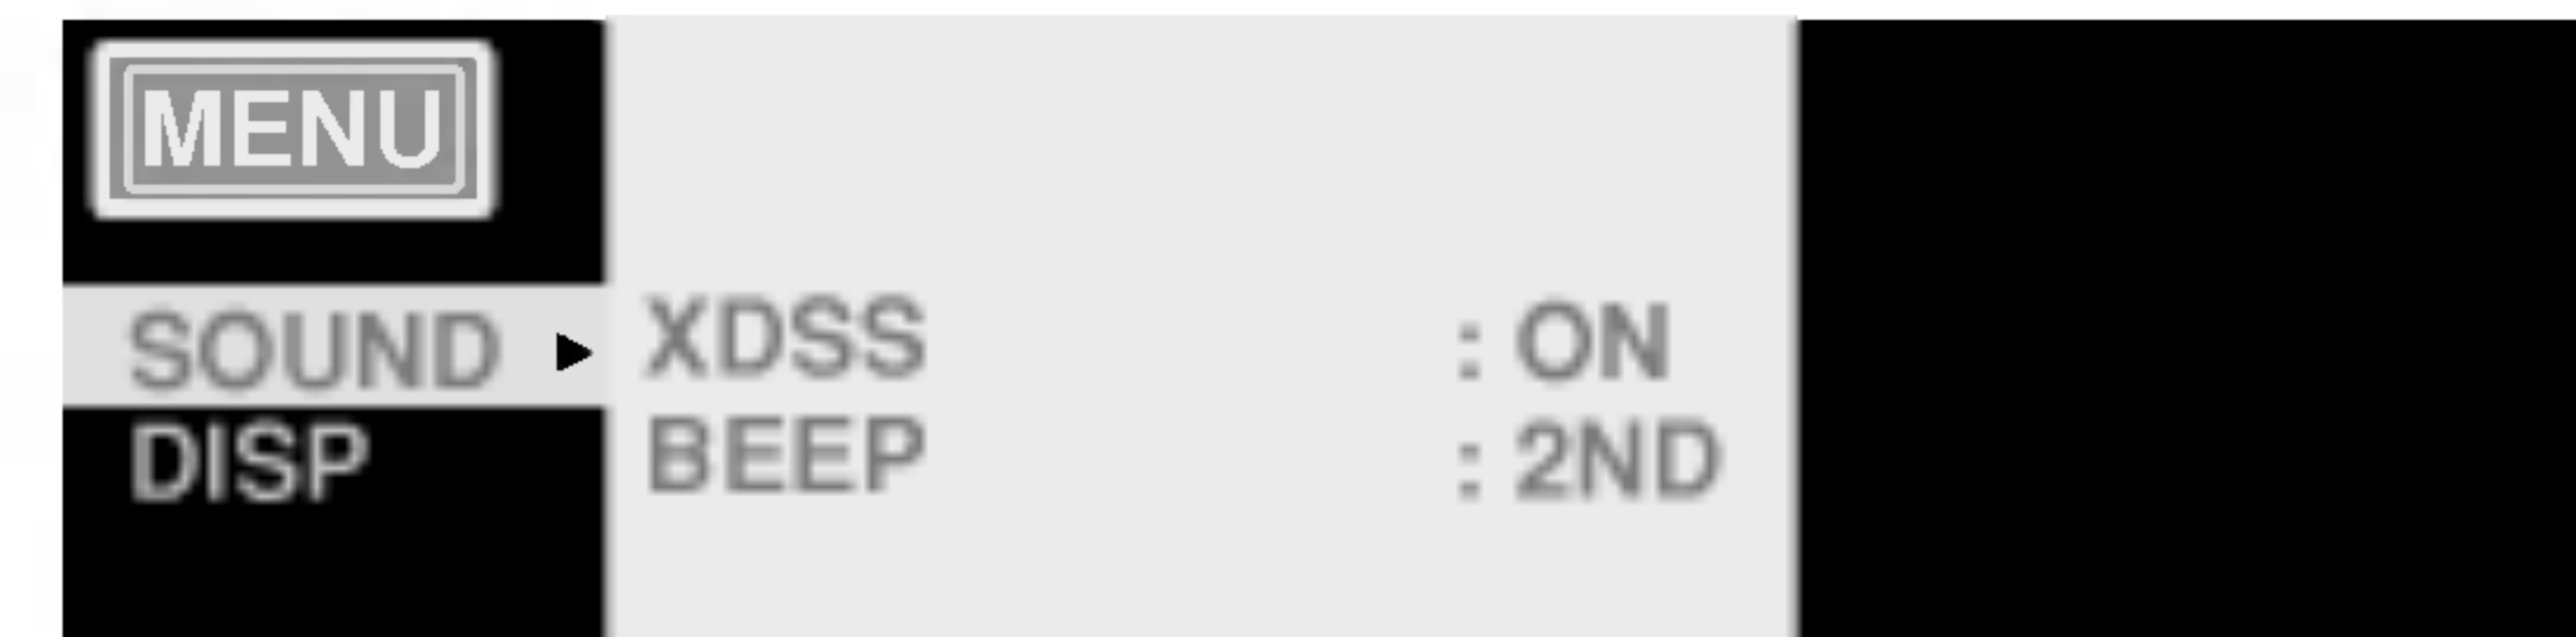 MENU
SOUND ▶ XDSS : ON
DISP BEEP : 2ND